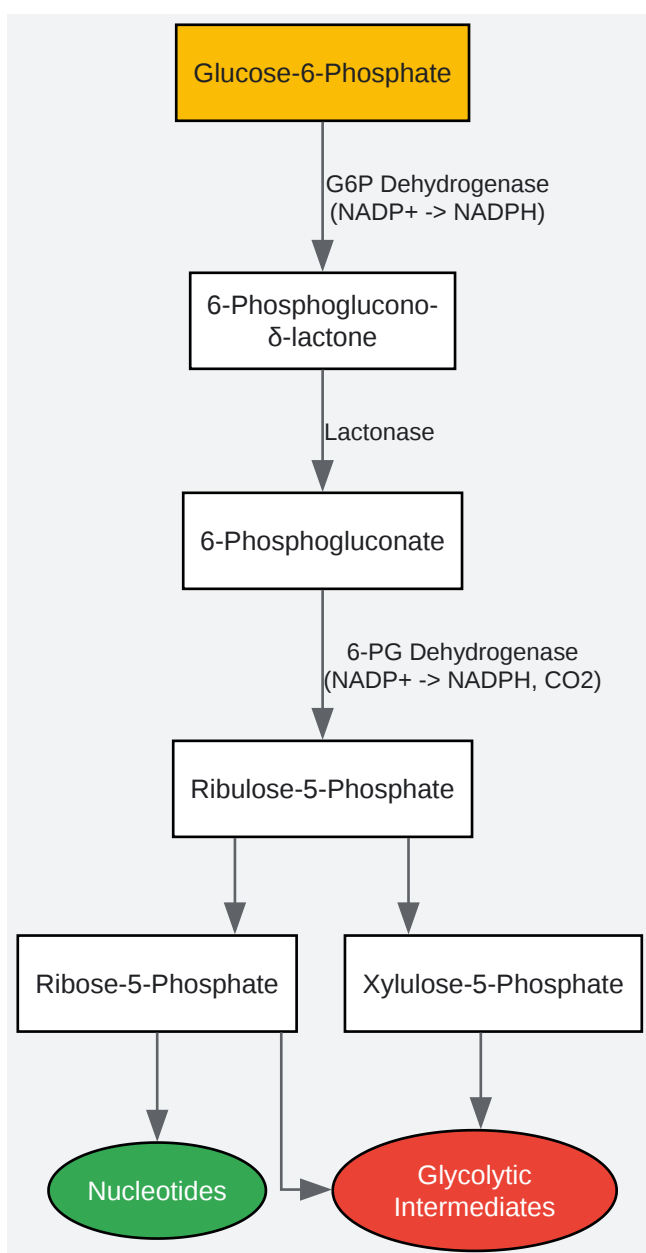 Glucose-6-Phosphate
G6P Dehydrogenase
(NADP+ -> NADPH)
6-Phosphoglucono-
δ-lactone
Lactonase
6-Phosphogluconate
6-PG Dehydrogenase
(NADP+ -> NADPH, CO2)
Ribulose-5-Phosphate
Ribose-5-Phosphate
Xylulose-5-Phosphate
Nucleotides
Glycolytic
Intermediates